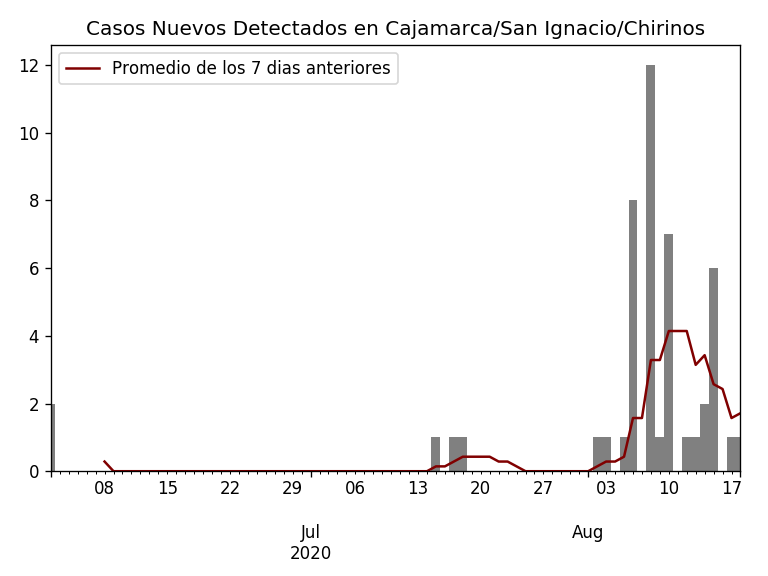 Casos Nuevos Detectados en Cajamarca/San Ignacio/Chirinos
Promedio de los 7 dias anteriores
12
10
8
6
4
2
0
08 15 22 29 06 13 20 27 03 10 17
Jul Aug
2020